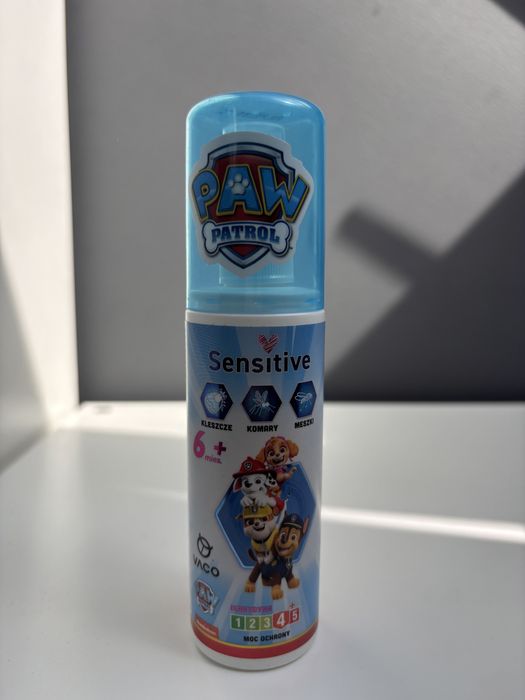 PAW
PATROL
Sensitive
KLESZCZE KOMARY MESZKI
6+
mies.
VACO
1 2 3 4+ 5
MOC OCHRONY